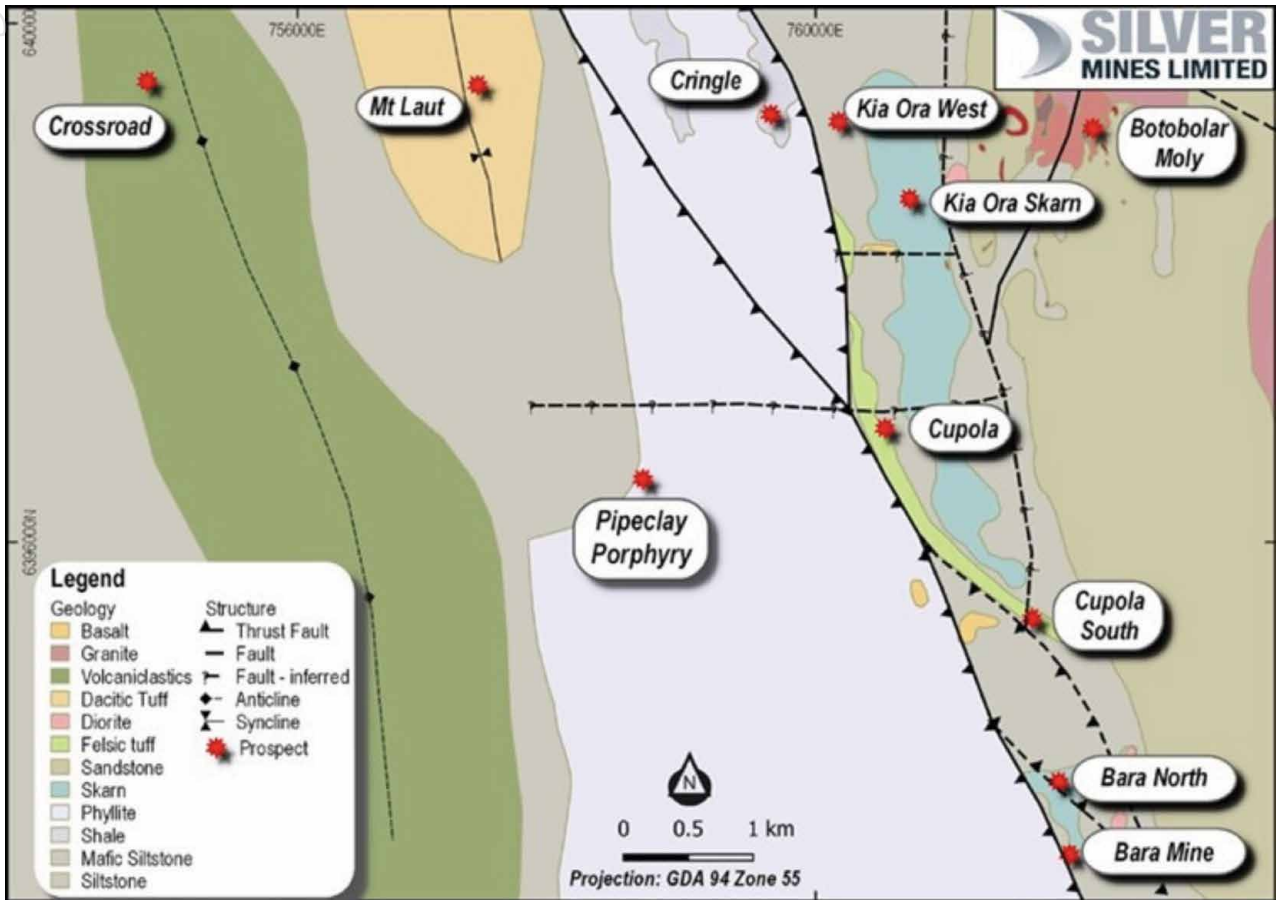 SILVER
MINES LIMITED
756000E
760000E
6396000N
Crossroad
Mt Laut
Cringle
Kia Ora West
Botobolar
Moly
Kia Ora Skarn
Cupola
Pipeclay
Porphyry
Cupola
South
Bara North
Bara Mine
Legend
Geology
Basalt
Granite
Volcaniclastics
Dacitic Tuff
Diorite
Felsic tuff
Sandstone
Skarn
Phyllite
Shale
Mafic Siltstone
Siltstone
Structure
Thrust Fault
Fault
Fault - inferred
Anticline
Syncline
Prospect
N
0 0.5 1 km
Projection: GDA 94 Zone 55